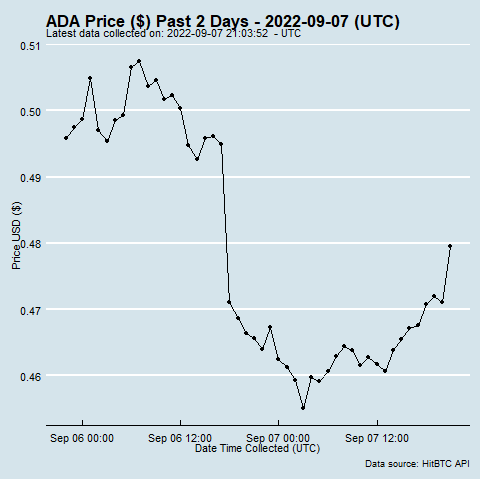 ADA Price ($) Past 2 Days - 2022-09-07 (UTC)
Latest data collected on: 2022-09-07 21:03:52 - UTC
0.51
0.50
0.49
0.48
0.47
0.46
Price USD ($)
Sep 06 00:00 Sep 06 12:00 Sep 07 00:00 Sep 07 12:00
Date Time Collected (UTC)
Data source: HitBTC API